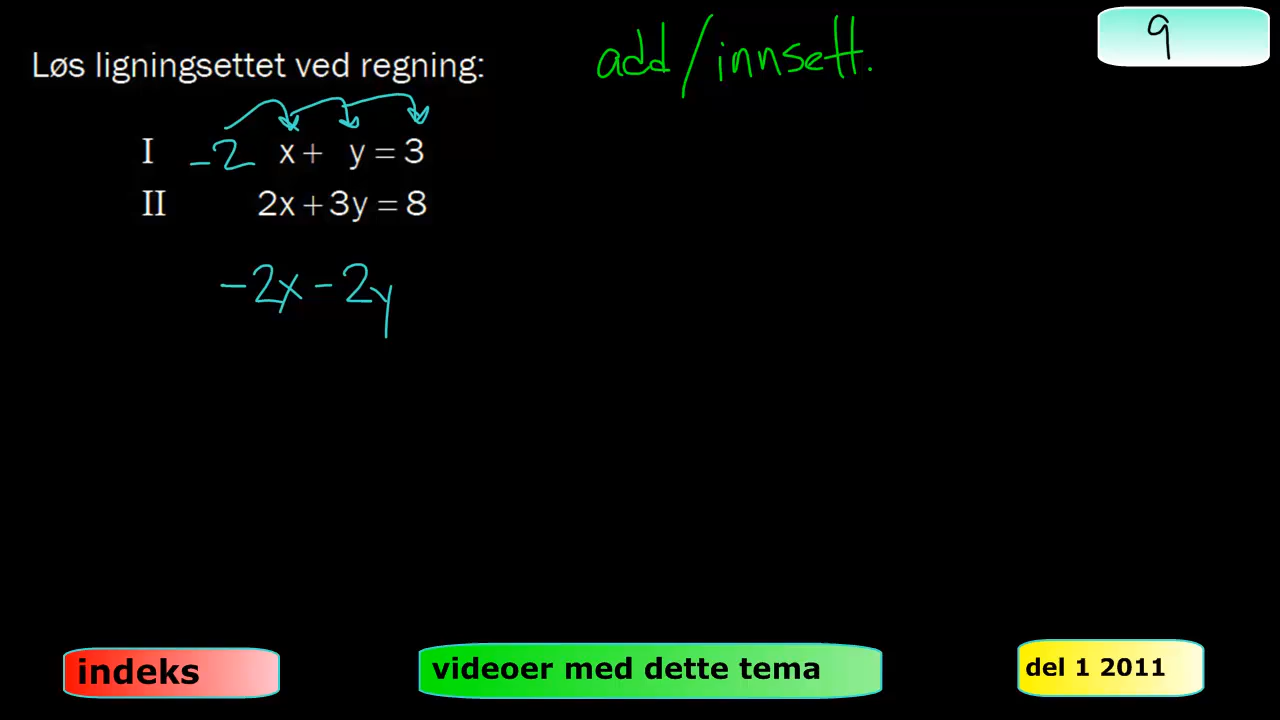 add/innsett.
9
Løs ligningsettet ved regning:
I -2 x + y = 3
II 2x + 3y = 8
-2x - 2y
indeks
videoer med dette tema
del 1 2011